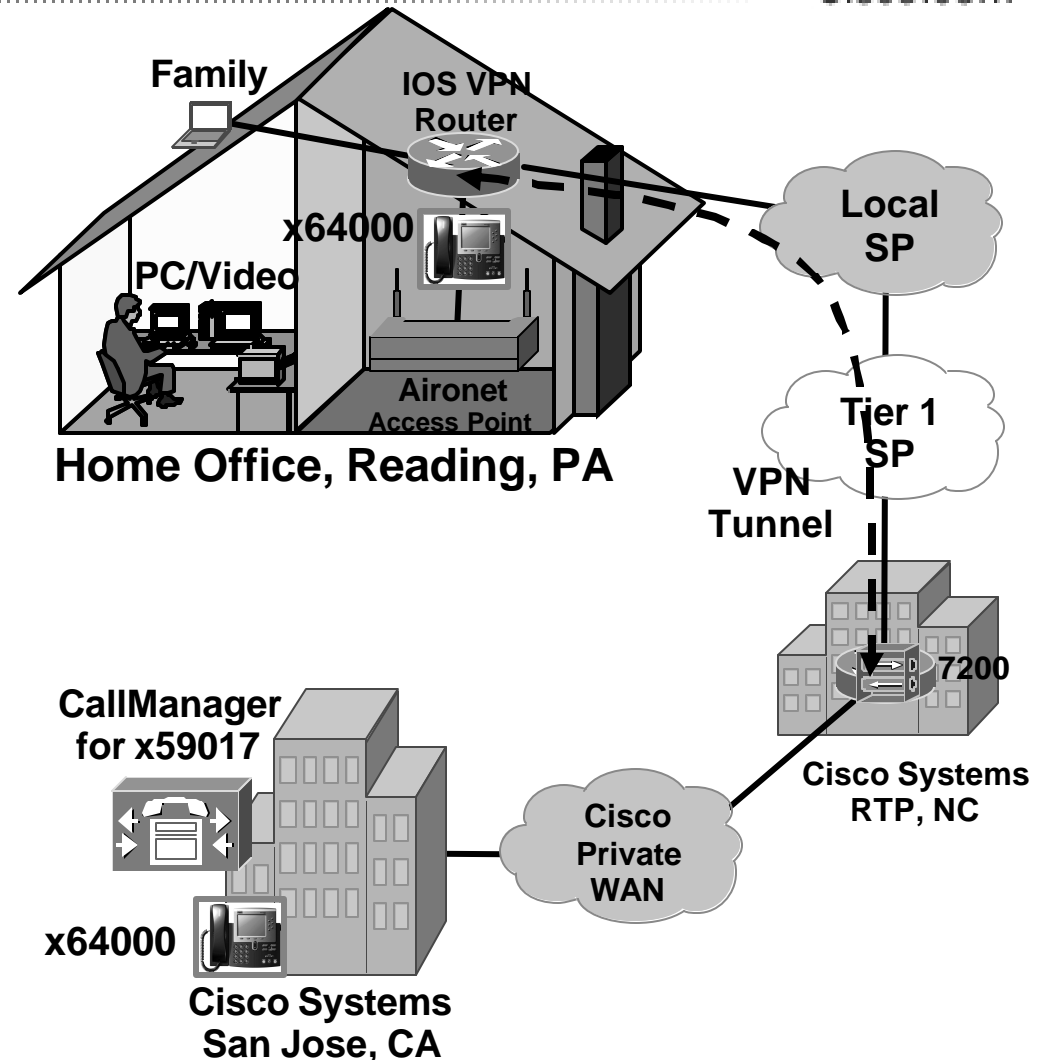 Family
IOS VPN
Router
x64000
PC/Video
Aironet
Access Point
Home Office, Reading, PA
Local
SP
Tier 1
SP
VPN
Tunnel
7200
Cisco Systems
RTP, NC
CallManager
for x59017
Cisco
Private
WAN
x64000
Cisco Systems
San Jose, CA